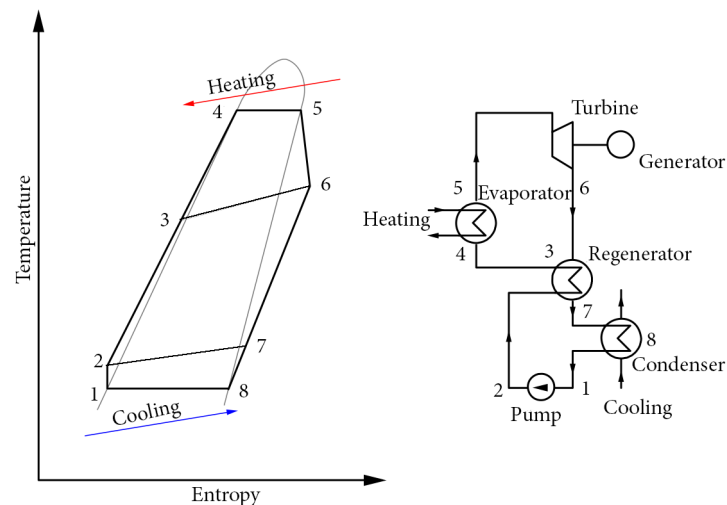 Temperature
Heating
4
5
6
3
2
7
1
8
Cooling
Entropy
Turbine
Generator
5
Evaporator
6
Heating
4
3
Regenerator
7
8
Condenser
2
1
Pump
Cooling